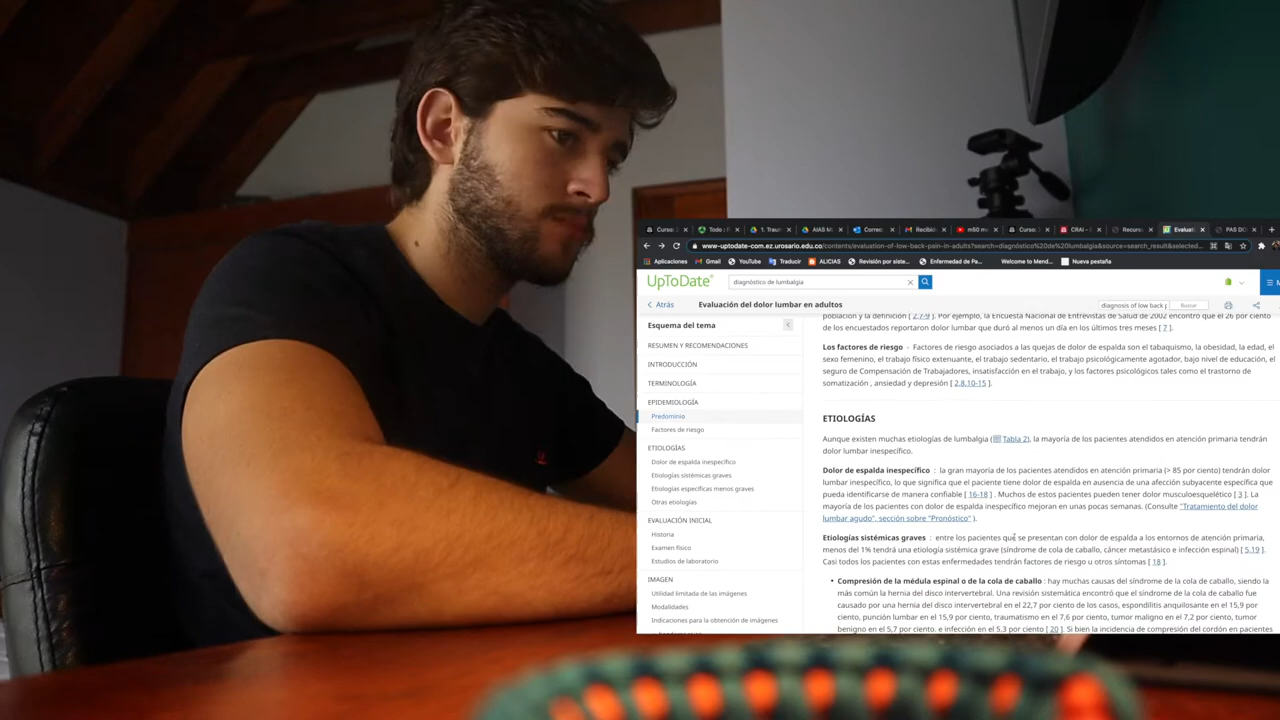 Curso: 2
Todo : R
1. Traum
AIAS M
Correo
Recibid
m50 m
Curso: 2
CRAI –
Recurs
Evaluac
PAS DO
www-uptodate-com.ez.urosario.edu.co/contents/evaluation-of-low-back-pain-in-adults?search=diagnóstico%20de%20lumbalgia&source=search_result&selected...
Aplicaciones
Gmail
YouTube
Traducir
ALICIAS
Revisión por siste...
Enfermedad de Pa...
Welcome to Mend...
Nueva pestaña
UpToDate®
diagnóstico de lumbalgia
Atrás
Evaluación del dolor lumbar en adultos
diagnosis of low back p
Buscar
Esquema del tema
RESUMEN Y RECOMENDACIONES
INTRODUCCIÓN
TERMINOLOGÍA
EPIDEMIOLOGÍA
Predominio
Factores de riesgo
ETIOLOGÍAS
Dolor de espalda inespecífico
Etiologías sistémicas graves
Etiologías específicas menos graves
Otras etiologías
EVALUACIÓN INICIAL
Historia
Examen físico
Estudios de laboratorio
IMAGEN
Utilidad limitada de las imágenes
Modalidades
Indicaciones para la obtención de imágenes
población y la definición [ 2,7-9 ]. Por ejemplo, la Encuesta Nacional de Entrevistas de Salud de 2002 encontró que el 26 por ciento
de los encuestados reportaron dolor lumbar que duró al menos un día en los últimos tres meses [ 7 ].
Los factores de riesgo - Factores de riesgo asociados a las quejas de dolor de espalda son el tabaquismo, la obesidad, la edad, el
sexo femenino, el trabajo físico extenuante, el trabajo sedentario, el trabajo psicológicamente agotador, bajo nivel de educación, el
seguro de Compensación de Trabajadores, insatisfacción en el trabajo, y los factores psicológicos tales como el trastorno de
somatización , ansiedad y depresión [ 2,8,10-15 ].
ETIOLOGÍAS
Aunque existen muchas etiologías de lumbalgia ( Tabla 2), la mayoría de los pacientes atendidos en atención primaria tendrán
dolor lumbar inespecífico.
Dolor de espalda inespecífico : la gran mayoría de los pacientes atendidos en atención primaria (> 85 por ciento) tendrán dolor
lumbar inespecífico, lo que significa que el paciente tiene dolor de espalda en ausencia de una afección subyacente específica que
pueda identificarse de manera confiable [ 16-18 ] . Muchos de estos pacientes pueden tener dolor musculoesquelético [ 3 ]. La
mayoría de los pacientes con dolor de espalda inespecífico mejoran en unas pocas semanas. (Consulte "Tratamiento del dolor
lumbar agudo", sección sobre "Pronóstico" ).
Etiologías sistémicas graves : entre los pacientes que se presentan con dolor de espalda a los entornos de atención primaria,
menos del 1% tendrá una etiología sistémica grave (síndrome de cola de caballo, cáncer metastásico e infección espinal) [ 5,19 ].
Casi todos los pacientes con estas enfermedades tendrán factores de riesgo u otros síntomas [ 18 ].
• Compresión de la médula espinal o de la cola de caballo : hay muchas causas del síndrome de la cola de caballo, siendo la
más común la hernia del disco intervertebral. Una revisión sistemática encontró que el síndrome de la cola de caballo fue
causado por una hernia del disco intervertebral en el 22,7 por ciento de los casos, espondilitis anquilosante en el 15,9 por
ciento, punción lumbar en el 15,9 por ciento, traumatismo en el 7,6 por ciento, tumor maligno en el 7,2 por ciento, tumor
benigno en el 5,7 por ciento, e infección en el 5,3 por ciento [ 20 ]. Si bien la incidencia de compresión del cordón en pacientes